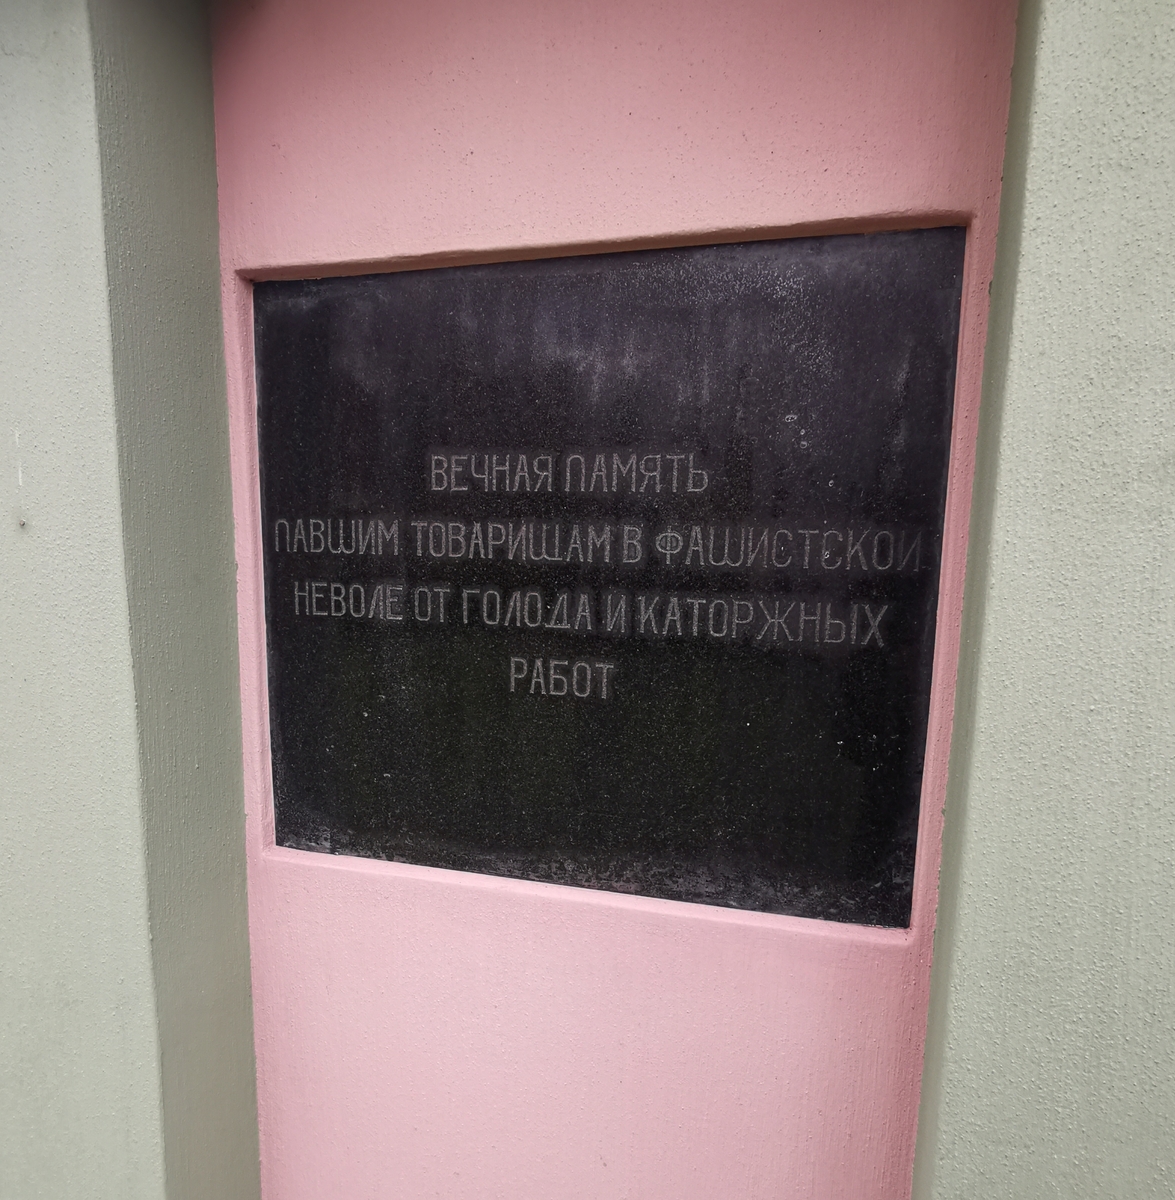 ВЕЧНАЯ ПАМЯТЬ
ПАВШИМ ТОВАРИЩАМ В ФАШИСТСКОЙ
НЕВОЛЕ ОТ ГОЛОДА И КАТОРЖНЫХ
РАБОТ